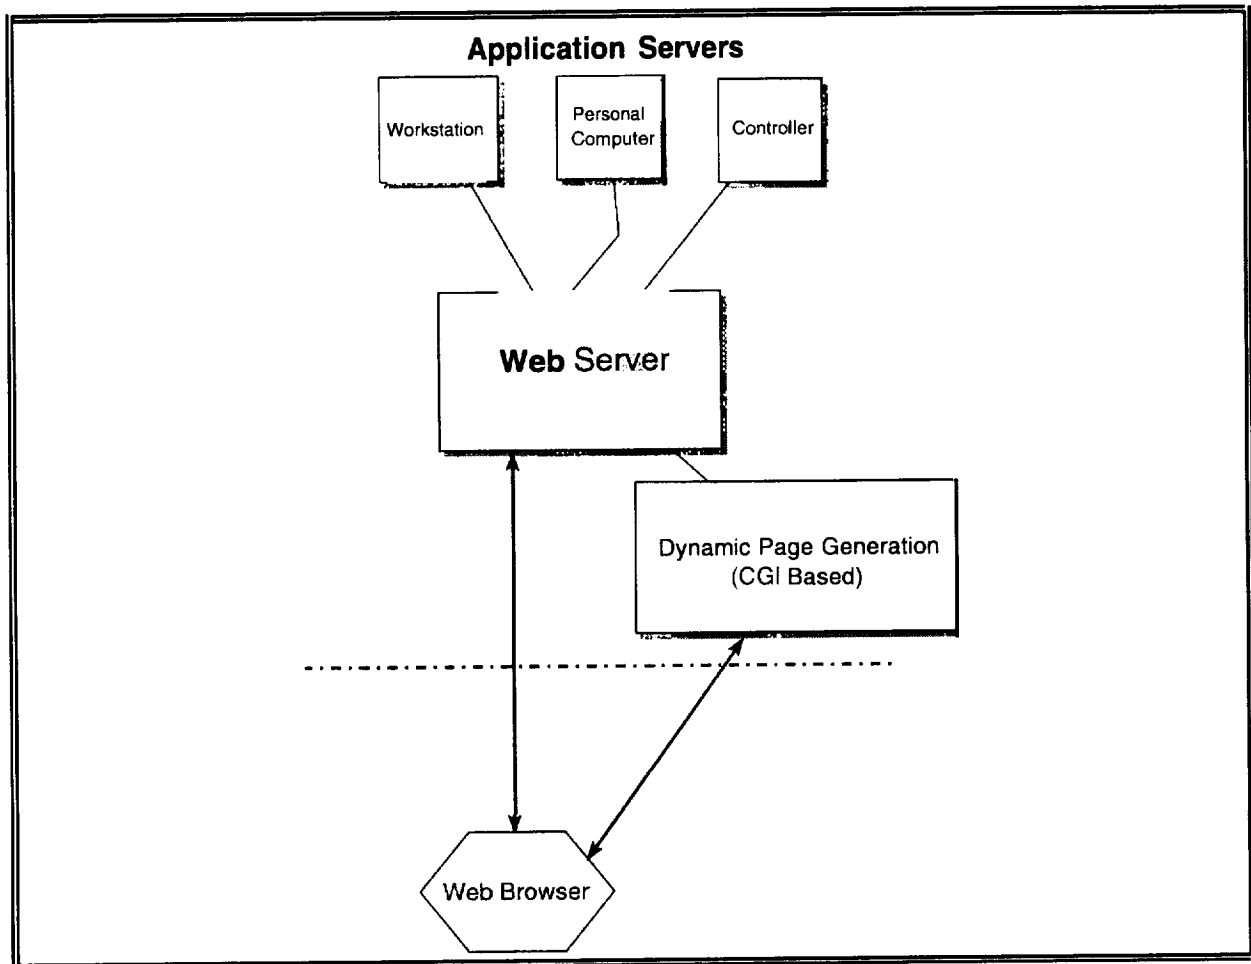 Application Servers
Workstation
Personal
Computer
Controller
Web Server
Dynamic Page Generation
(CGI Based)
Web Browser